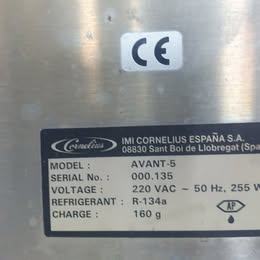 CE
Cornelius
IMI CORNELIUS ESPAÑA S.A.
08830 Sant Boi de Llobregat (Spa
MODEL : AVANT-5
SERIAL No. : 000.135
VOLTAGE : 220 VAC ~ 50 Hz, 255 W
REFRIGERANT : R-134a
CHARGE : 160 g
AP